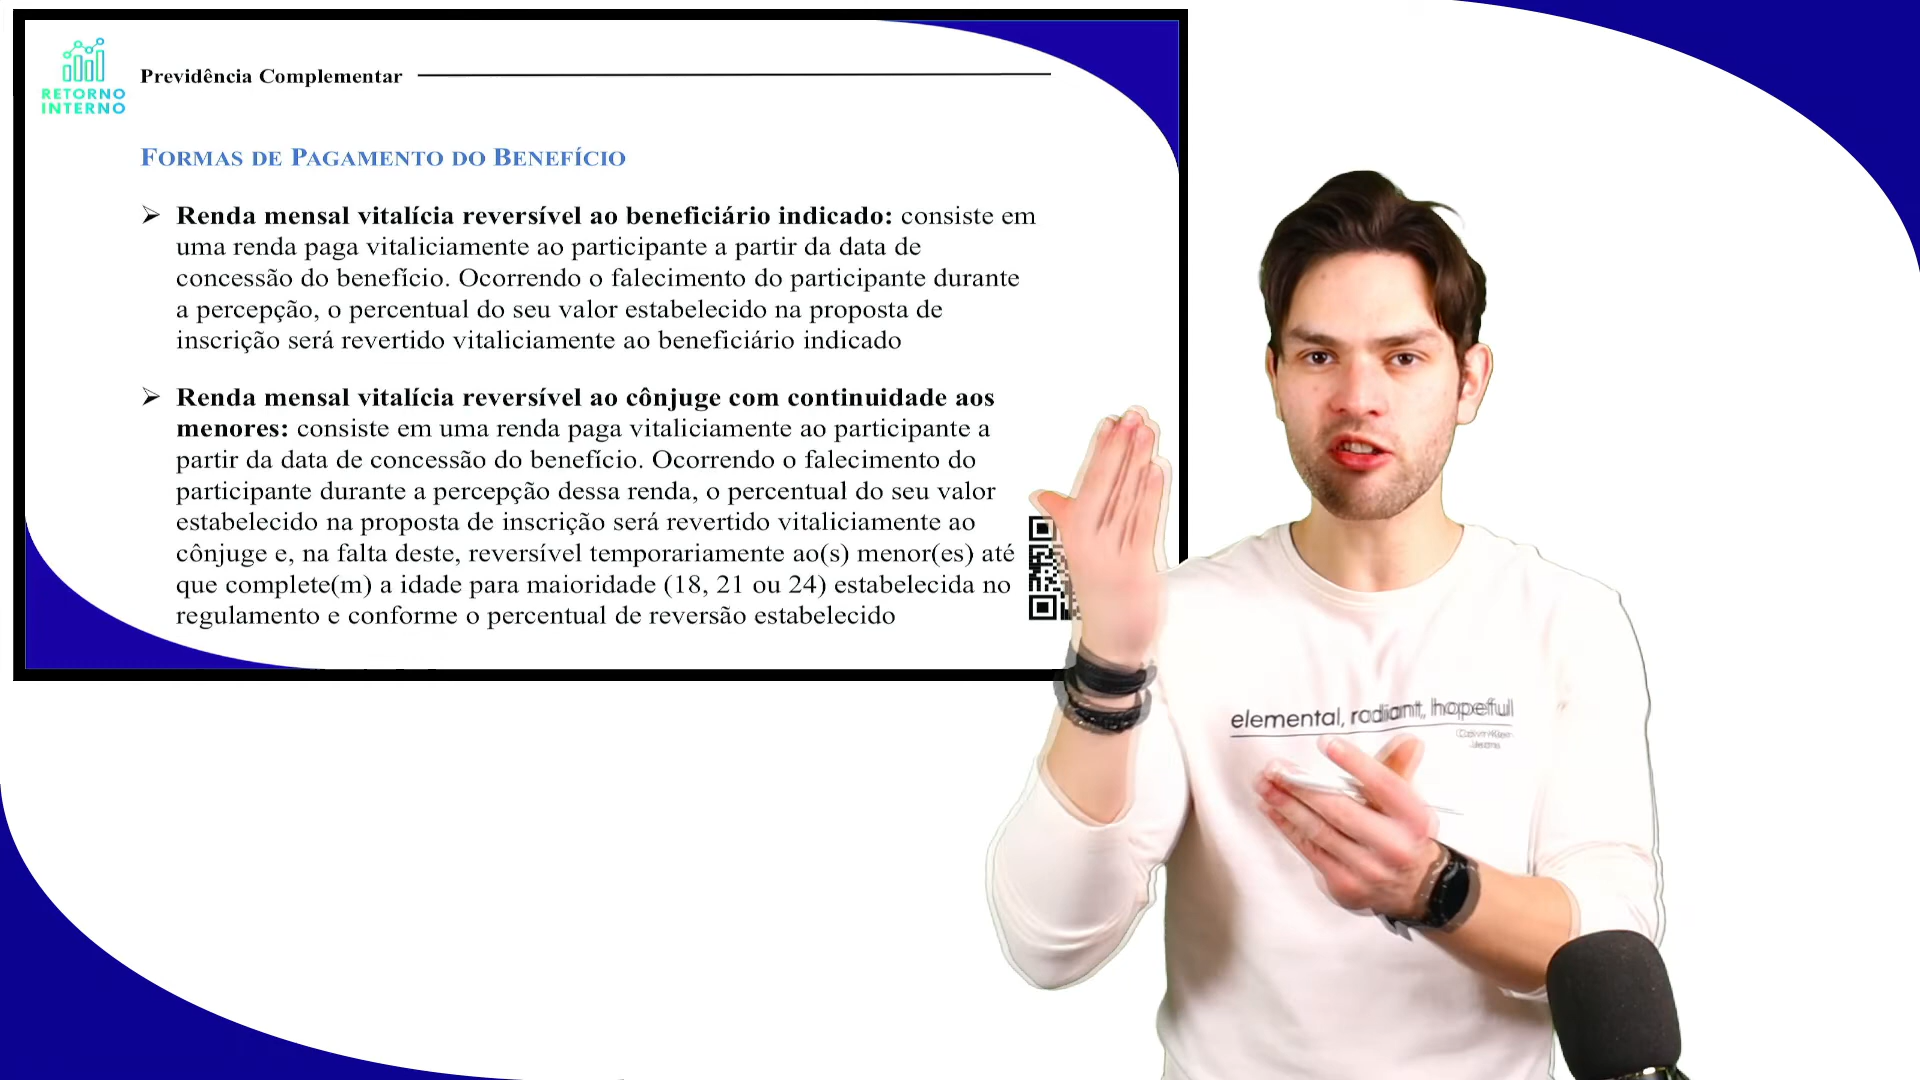 RETORNO
INTERNO
Previdência Complementar
FORMAS DE PAGAMENTO DO BENEFÍCIO
➢ Renda mensal vitalícia reversível ao beneficiário indicado: consiste em
uma renda paga vitaliciamente ao participante a partir da data de
concessão do benefício. Ocorrendo o falecimento do participante durante
a percepção, o percentual do seu valor estabelecido na proposta de
inscrição será revertido vitaliciamente ao beneficiário indicado
➢ Renda mensal vitalícia reversível ao cônjuge com continuidade aos
menores: consiste em uma renda paga vitaliciamente ao participante a
partir da data de concessão do benefício. Ocorrendo o falecimento do
participante durante a percepção dessa renda, o percentual do seu valor
estabelecido na proposta de inscrição será revertido vitaliciamente ao
cônjuge e, na falta deste, reversível temporariamente ao(s) menor(es) até
que complete(m) a idade para maioridade (18, 21 ou 24) estabelecida no
regulamento e conforme o percentual de reversão estabelecido
elemental, radiant, hopefull